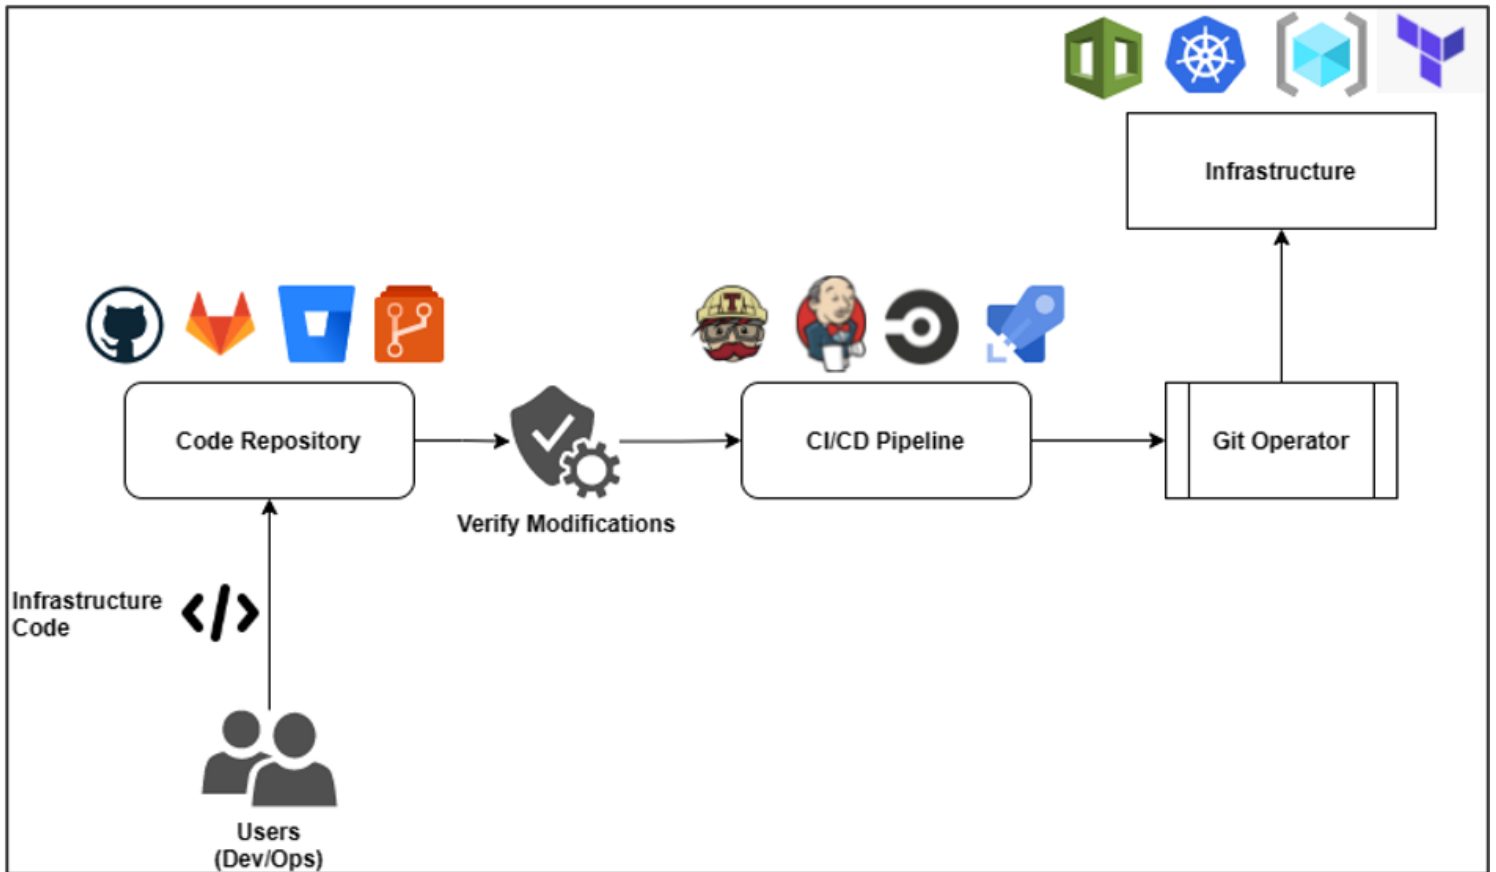 Infrastructure
Code Repository
CI/CD Pipeline
Git Operator
Verify Modifications
Infrastructure
Code
Users
(Dev/Ops)
T